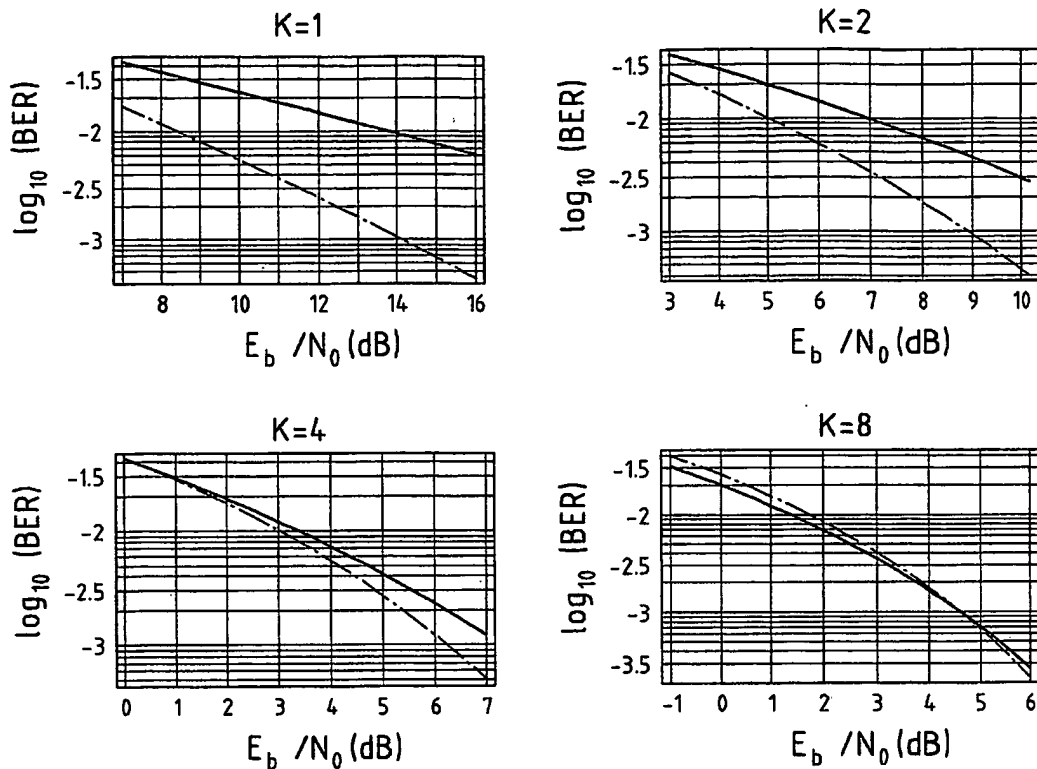 K=1
log10 (BER)
-1.5
-2
-2.5
-3
8 10 12 14 16
Eb /N0 (dB)
K=2
log10 (BER)
-1.5
-2
-2.5
-3
3 4 5 6 7 8 9 10
Eb /N0 (dB)
K=4
log10 (BER)
-1.5
-2
-2.5
-3
0 1 2 3 4 5 6 7
Eb /N0 (dB)
K=8
log10 (BER)
-1.5
-2
-2.5
-3
-3.5
-1 0 1 2 3 4 5 6
Eb /N0 (dB)